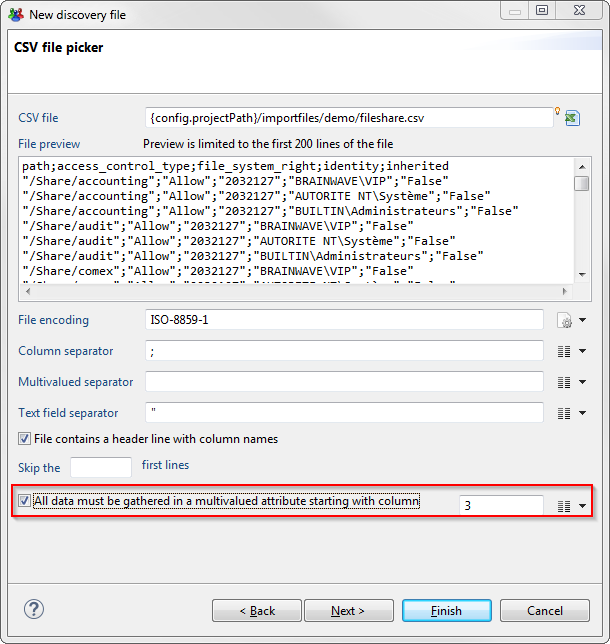 New discovery file
CSV file picker
CSV file {config.projectPath}/importfiles/demo/fileshare.csv
File preview Preview is limited to the first 200 lines of the file
path;access_control_type;file_system_right;identity;inherited
"/Share/accounting";"Allow";"2032127";"BRAINWAVE\VIP";"False"
"/Share/accounting";"Allow";"2032127";"AUTORITE NT\Système";"False"
"/Share/accounting";"Allow";"2032127";"BUILTIN\Administrateurs";"False"
"/Share/audit";"Allow";"2032127";"BRAINWAVE\VIP";"False"
"/Share/audit";"Allow";"2032127";"AUTORITE NT\Système";"False"
"/Share/audit";"Allow";"2032127";"BUILTIN\Administrateurs";"False"
"/Share/comex";"Allow";"2032127";"BRAINWAVE\VIP";"False"
File encoding ISO-8859-1
Column separator ;
Multivalued separator
Text field separator "
File contains a header line with column names
Skip the first lines
All data must be gathered in a multivalued attribute starting with column 3
? < Back Next > Finish Cancel